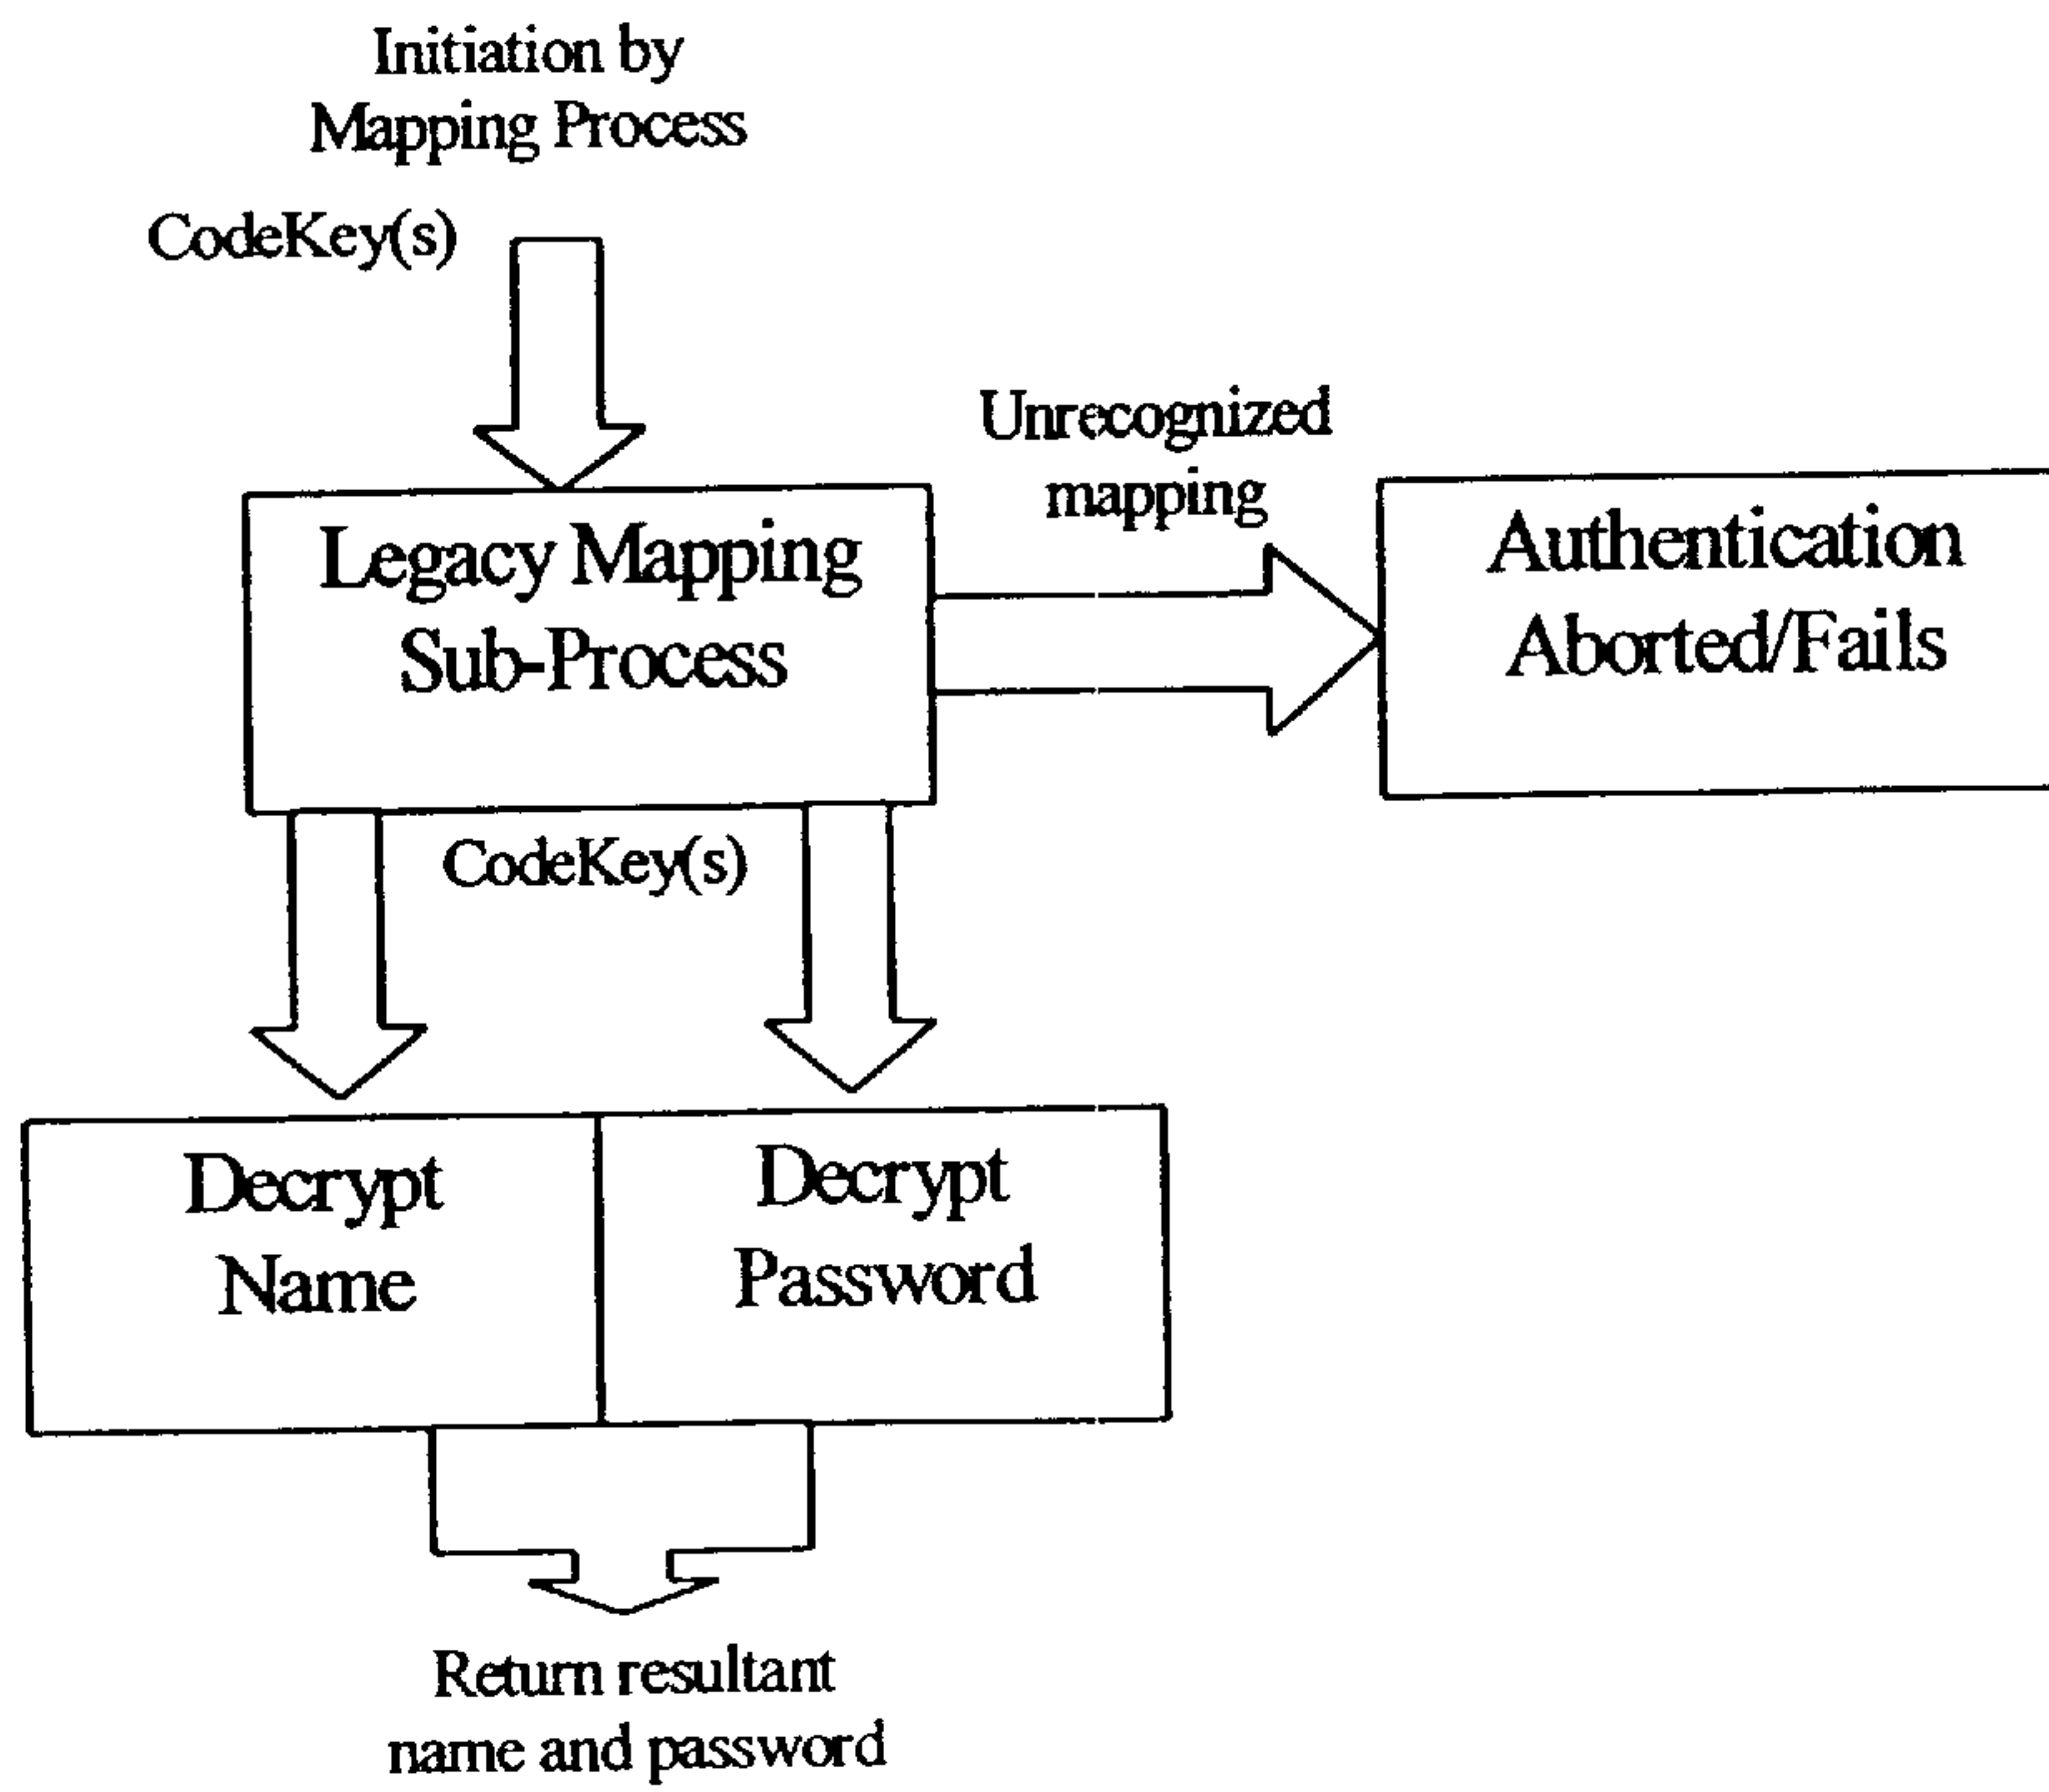 Initiation by
Mapping Process
CodeKey(s)
Unrecognized
mapping
Legacy Mapping
Sub-Process
Authentication
Aborted/Fails
CodeKey(s)
Decrypt
Name
Decrypt
Password
Return resultant
name and password